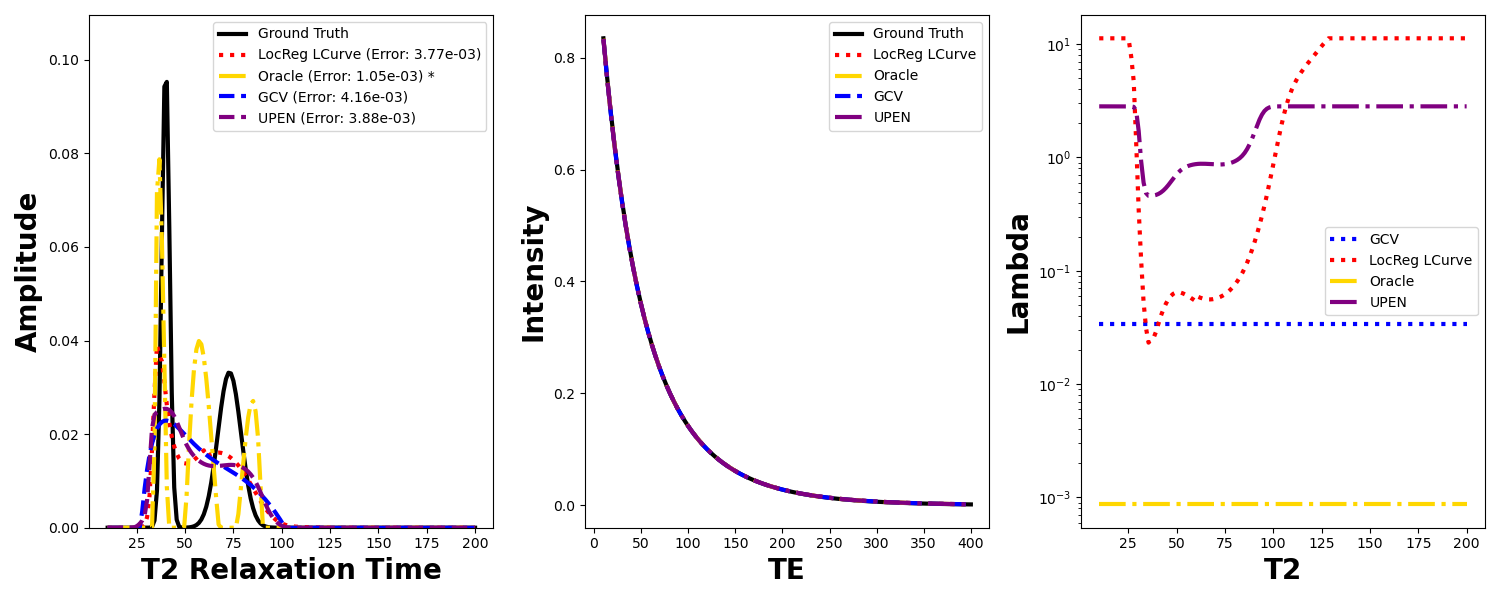 Amplitude
0.10
0.08
0.06
0.04
0.02
0.00
25 50 75 100 125 150 175 200
T2 Relaxation Time
Ground Truth
LocReg LCurve (Error: 3.77e-03)
Oracle (Error: 1.05e-03) *
GCV (Error: 4.16e-03)
UPEN (Error: 3.88e-03)
Intensity
0.8
0.6
0.4
0.2
0.0
0 50 100 150 200 250 300 350 400
TE
Ground Truth
LocReg LCurve
Oracle
GCV
UPEN
Lambda
10¹
10⁰
10⁻¹
10⁻²
10⁻³
25 50 75 100 125 150 175 200
T2
GCV
LocReg LCurve
Oracle
UPEN